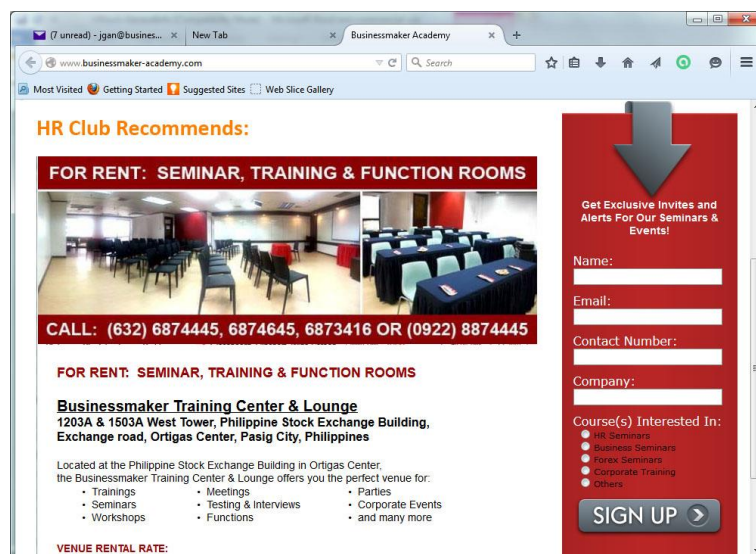 (7 unread) - jgan@busines...
New Tab
Businessmaker Academy
www.businessmaker-academy.com
Search
Most Visited
Getting Started
Suggested Sites
Web Slice Gallery
HR Club Recommends:
FOR RENT: SEMINAR, TRAINING & FUNCTION ROOMS
CALL: (632) 6874445, 6874645, 6873416 OR (0922) 8874445
FOR RENT: SEMINAR, TRAINING & FUNCTION ROOMS
Businessmaker Training Center & Lounge
1203A & 1503A West Tower, Philippine Stock Exchange Building,
Exchange road, Ortigas Center, Pasig City, Philippines
Located at the Philippine Stock Exchange Building in Ortigas Center,
the Businessmaker Training Center & Lounge offers you the perfect venue for:
• Trainings
• Seminars
• Workshops
• Meetings
• Testing & Interviews
• Functions
• Parties
• Corporate Events
• and many more
VENUE RENTAL RATE:
Get Exclusive Invites and
Alerts For Our Seminars &
Events!
Name:
Email:
Contact Number:
Company:
Course(s) Interested In:
HR Seminars
Business Seminars
Forex Seminars
Corporate Training
Others
SIGN UP